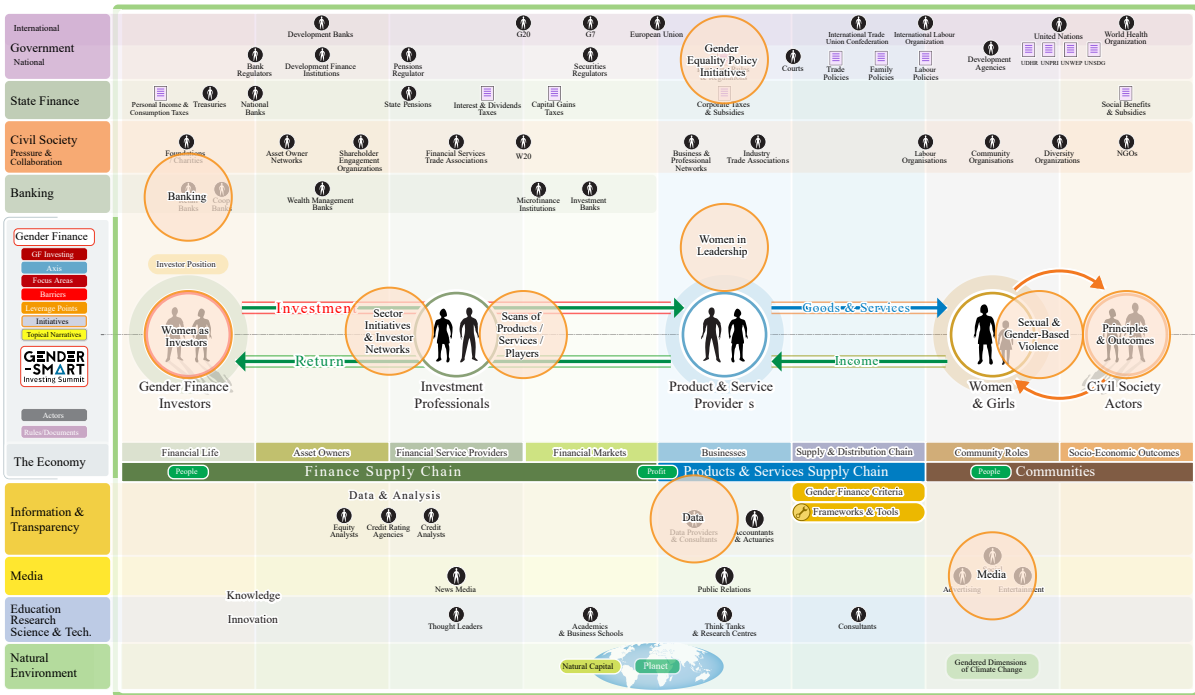 International
Government
National
Development Banks
G20
G7
European Union
Gender
Equality Policy
Initiatives
International Trade
Union Confederation
International Labour
Organization
United Nations
World Health
Organization
Bank
Regulators
Development Finance
Institutions
Pensions
Regulator
Securities
Regulators
Courts
Trade
Policies
Family
Policies
Labour
Policies
Development
Agencies
UDHR
UNPRI
UNWEP
UNSDG
State Finance
Personal Income &
Consumption Taxes
Treasuries
National
Banks
State Pensions
Interest & Dividends
Taxes
Capital Gains
Taxes
Corporate Taxes
& Subsidies
Social Benefits
& Subsidies
Civil Society
Pressure &
Collaboration
Foundations
Charities
Asset Owner
Networks
Shareholder
Engagement
Organizations
Financial Services
Trade Associations
W20
Business &
Professional
Networks
Industry
Trade Associations
Labour
Organisations
Community
Organisations
Diversity
Organizations
NGOs
Banking
Banking
Banks
Coop
Banks
Wealth Management
Banks
Microfinance
Institutions
Investment
Banks
Women in
Leadership
Gender Finance
GF Investing
Axis
Focus Areas
Barriers
Leverage Points
Initiatives
Topical Narratives
GENDER
-SMART
Investing Summit
Actors
Rules/Documents
The Economy
Investor Position
Women as
Investors
Gender Finance
Investors
Investmen
Return
Sector
Initiatives
& Investor
Networks
Investment
Professionals
Scans of
Products /
Services /
Players
Product & Service
Provider s
Goods & Services
Income
Women
& Girls
Sexual &
Gender-Based
Violence
Principles
& Outcomes
Civil Society
Actors
Financial Life
Asset Owners
Financial Service Providers
Financial Markets
Businesses
Supply & Distribution Chain
Community Roles
Socio-Economic Outcomes
People
Finance Supply Chain
Profit
Products & Services Supply Chain
People
Communities
Information &
Transparency
Data & Analysis
Equity
Analysts
Credit Rating
Agencies
Credit
Analysts
Data
Data Providers
& Consultants
Accountants
& Actuaries
Gender Finance Criteria
Frameworks & Tools
Media
News Media
Public Relations
Media
Advertising
Entertainment
Education
Research
Science & Tech.
Knowledge
Innovation
Thought Leaders
Academics
& Business Schools
Think Tanks
& Research Centres
Consultants
Natural
Environment
Natural Capital
Planet
Gendered Dimensions
of Climate Change